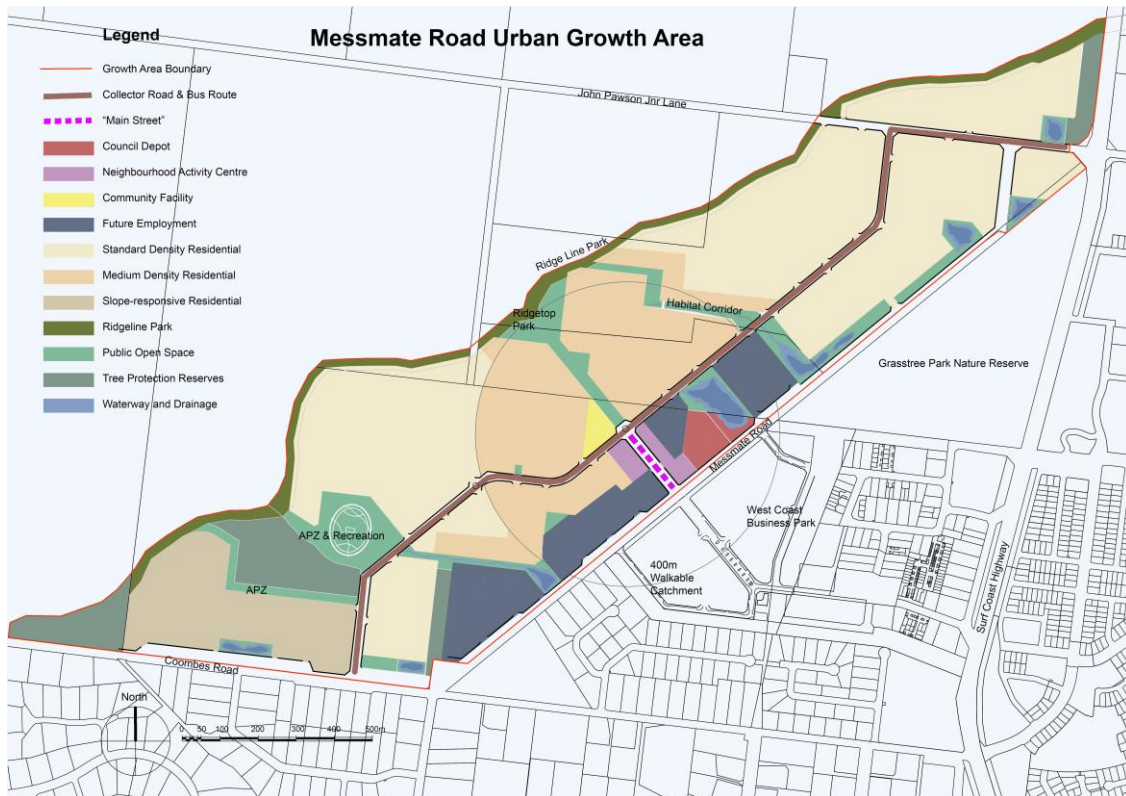 Messmate Road Urban Growth Area
Legend
Growth Area Boundary
Collector Road & Bus Route
"Main Street"
Council Depot
Neighbourhood Activity Centre
Community Facility
Future Employment
Standard Density Residential
Medium Density Residential
Slope-responsive Residential
Ridgeline Park
Public Open Space
Tree Protection Reserves
Waterway and Drainage
John Pawson Jnr Lane
Ridge Line Park
Habitat Corridor
Ridgetop
Park
Grasstree Park Nature Reserve
Messmate Road
West Coast
Business Park
APZ & Recreation
400m
Walkable
Catchment
APZ
Surf Coast Highway
Coombes Road
North
0 50 100 200 300 400 500m